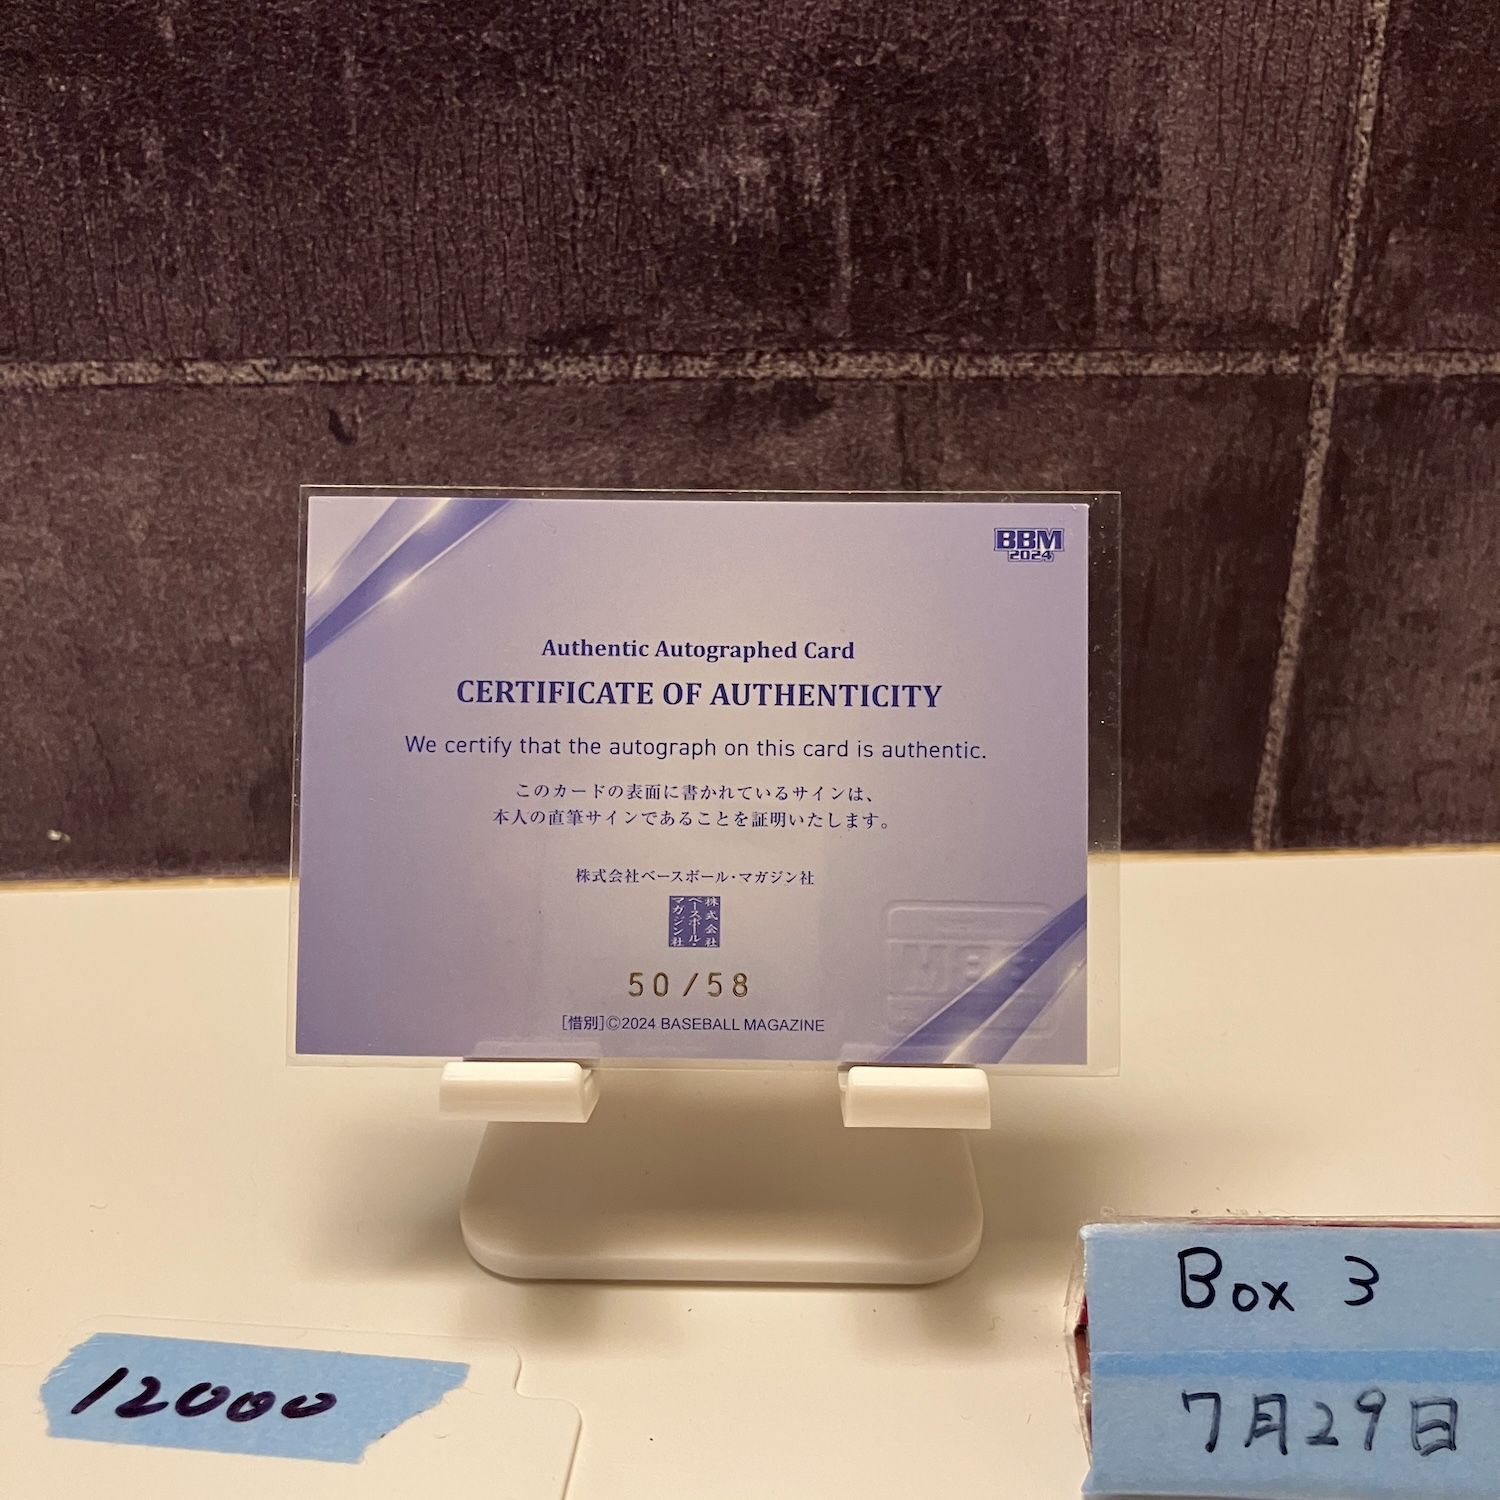 BBM
2024
Authentic Autographed Card
CERTIFICATE OF AUTHENTICITY
We certify that the autograph on this card is authentic.
このカードの表面に書かれているサインは、
本人の直筆サインであることを証明いたします。
株式会社ベースボール・マガジン社
株式会社
ベースボール・
マガジン社
50/58
BBM
[惜別]©2024 BASEBALL MAGAZINE
12000
Box 3
7月29日